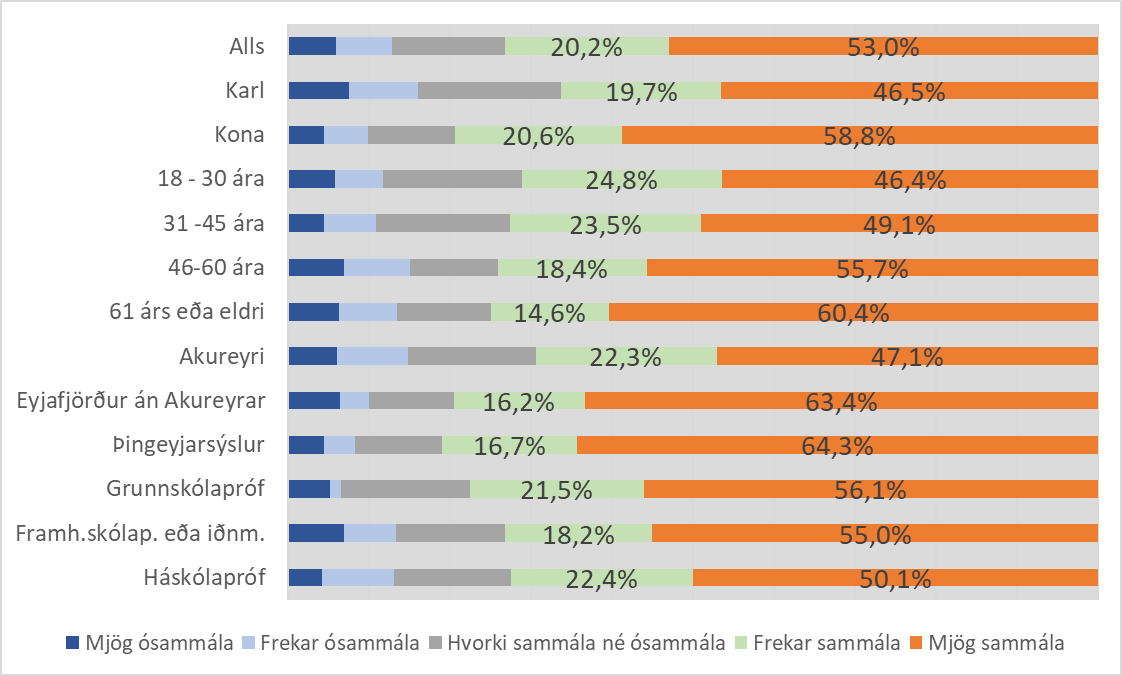 Alls 20,2% 53,0%
Karl 19,7% 46,5%
Kona 20,6% 58,8%
18 - 30 ára 24,8% 46,4%
31 -45 ára 23,5% 49,1%
46-60 ára 18,4% 55,7%
61 árs eða eldri 14,6% 60,4%
Akureyri 22,3% 47,1%
Eyjafjörður án Akureyrar 16,2% 63,4%
Þingeyjarsýslur 16,7% 64,3%
Grunnskólapróf 21,5% 56,1%
Framh.skólap. eða iðnm. 18,2% 55,0%
Háskólapróf 22,4% 50,1%
Mjög ósammála Frekar ósammála Hvorki sammála né ósammála Frekar sammála Mjög sammála